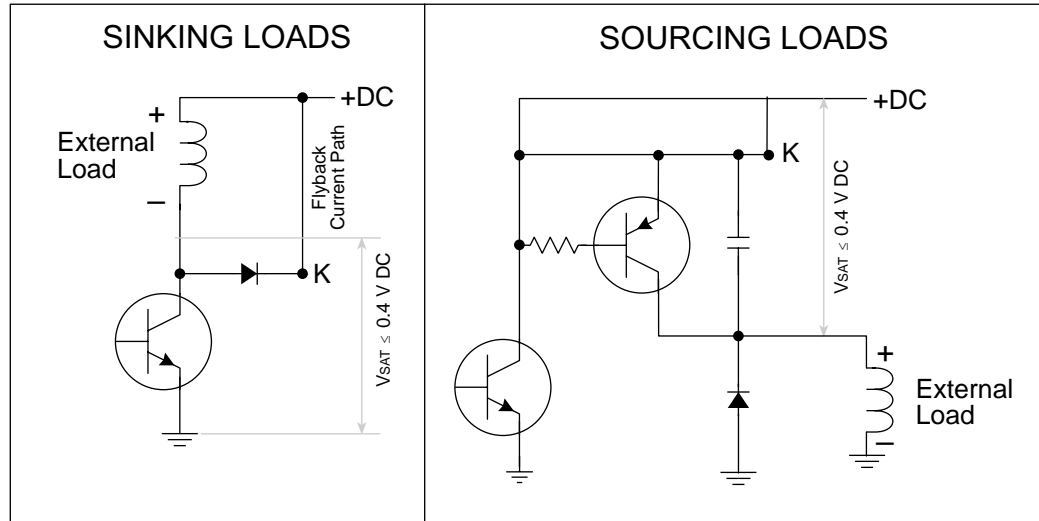 SINKING LOADS
+DC
+
External
Load
–
Flyback
Current Path
K
VSAT ≤ 0.4 V DC
SOURCING LOADS
+DC
K
VSAT ≤ 0.4 V DC
+
External
Load
–